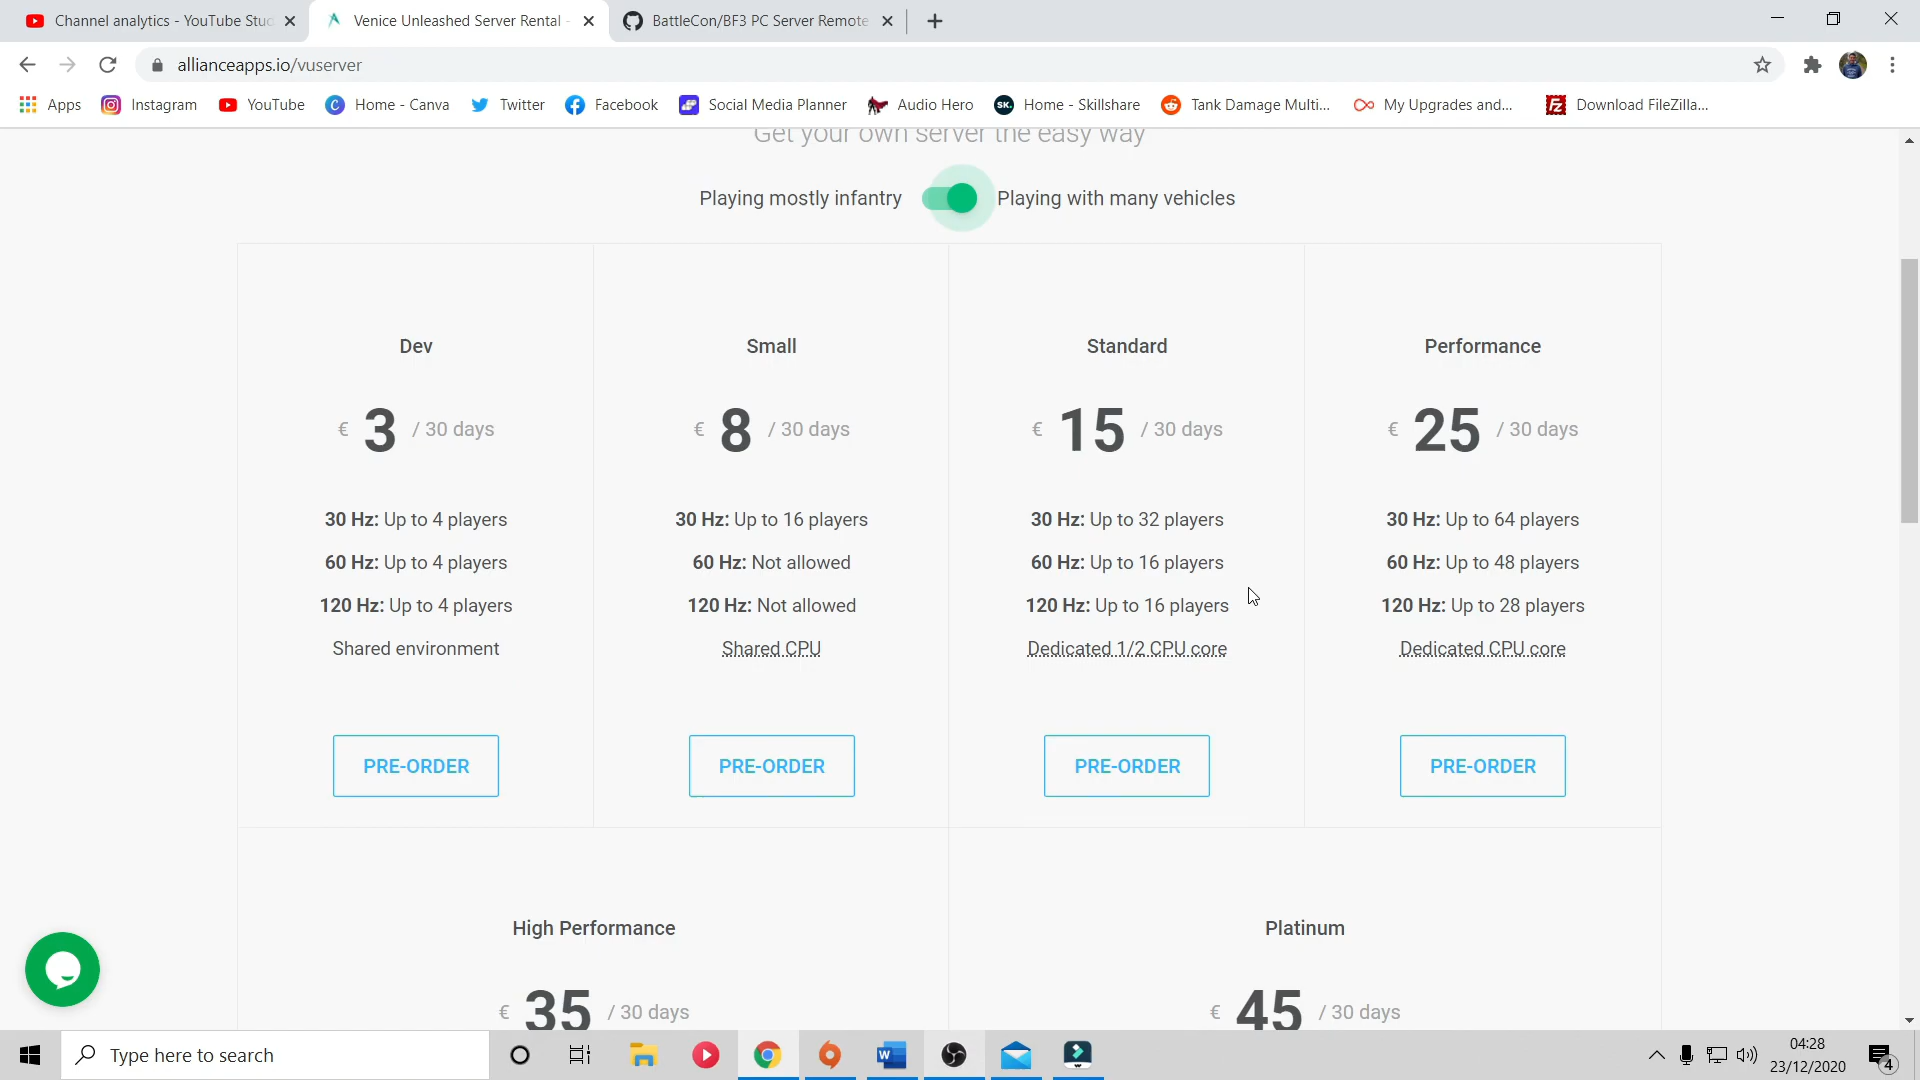 Channel analytics - YouTube Stu
Venice Unleashed Server Rental -
BattleCon/BF3 PC Server Remote
allianceapps.io/vuserver
Apps
Instagram
YouTube
Home - Canva
Twitter
Facebook
Social Media Planner
Audio Hero
Home - Skillshare
Tank Damage Multi...
My Upgrades and...
Download FileZilla...
Get your own server the easy way
Playing mostly infantry
Playing with many vehicles
Dev
€ 3 / 30 days
30 Hz: Up to 4 players
60 Hz: Up to 4 players
120 Hz: Up to 4 players
Shared environment
PRE-ORDER
Small
€ 8 / 30 days
30 Hz: Up to 16 players
60 Hz: Not allowed
120 Hz: Not allowed
Shared CPU
PRE-ORDER
Standard
€ 15 / 30 days
30 Hz: Up to 32 players
60 Hz: Up to 16 players
120 Hz: Up to 16 players
Dedicated 1/2 CPU core
PRE-ORDER
Performance
€ 25 / 30 days
30 Hz: Up to 64 players
60 Hz: Up to 48 players
120 Hz: Up to 28 players
Dedicated CPU core
PRE-ORDER
High Performance
€ 35 / 30 days
Platinum
€ 45 / 30 days
Type here to search
04:28
23/12/2020
4